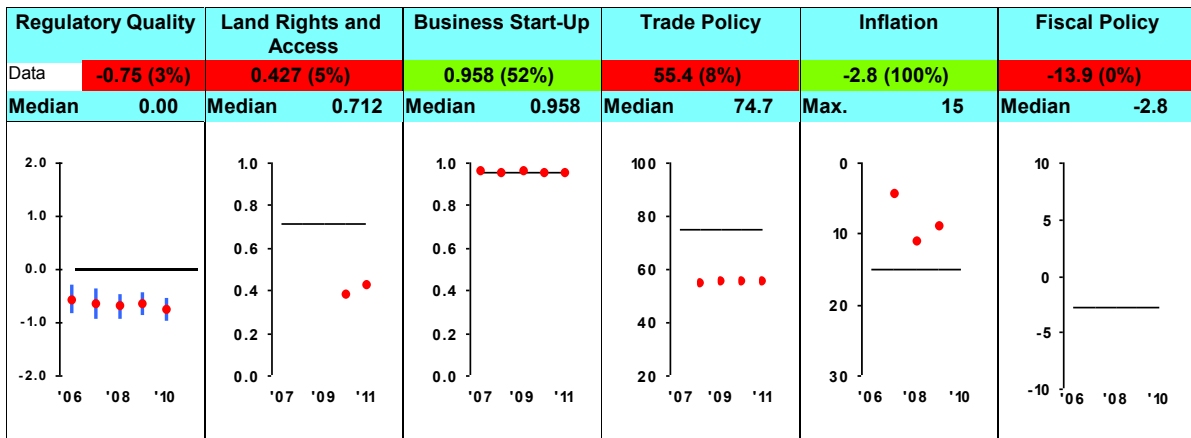 Regulatory Quality Land Rights and Access Business Start-Up Trade Policy Inflation Fiscal Policy
Data -0.75 (3%) 0.427 (5%) 0.958 (52%) 55.4 (8%) -2.8 (100%) -13.9 (0%)
Median 0.00 Median 0.712 Median 0.958 Median 74.7 Max. 15 Median -2.8
2.0 1.0 1.0 100 0 10
0.8 0.8 5
1.0 80 10
0.6 0.6
0.0 60 0
0.4 0.4 20
-1.0 40 -5
0.2 0.2
-2.0 0.0 0.0 20 30 -10
'06 '08 '10 '07 '09 '11 '07 '09 '11 '07 '09 '11 '06 '08 '10 '06 '08 '10